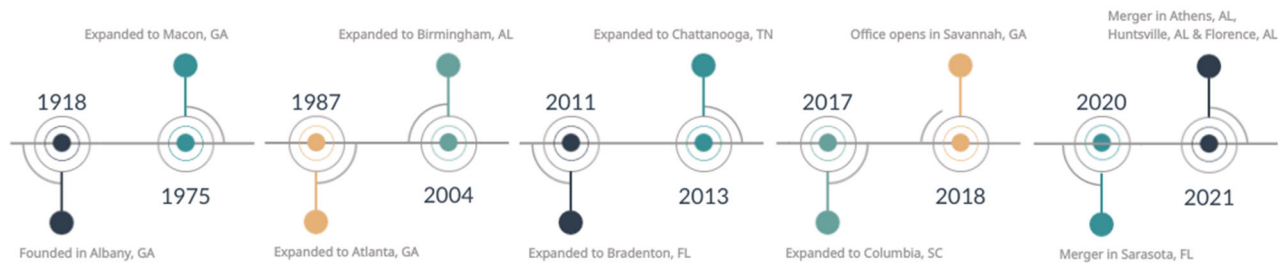 1918
Founded in Albany, GA
Expanded to Macon, GA
1975
1987
Expanded to Atlanta, GA
Expanded to Birmingham, AL
2004
2011
Expanded to Bradenton, FL
Expanded to Chattanooga, TN
2013
2017
Expanded to Columbia, SC
Office opens in Savannah, GA
2018
2020
Merger in Sarasota, FL
Merger in Athens, AL,
Huntsville, AL & Florence, AL
2021